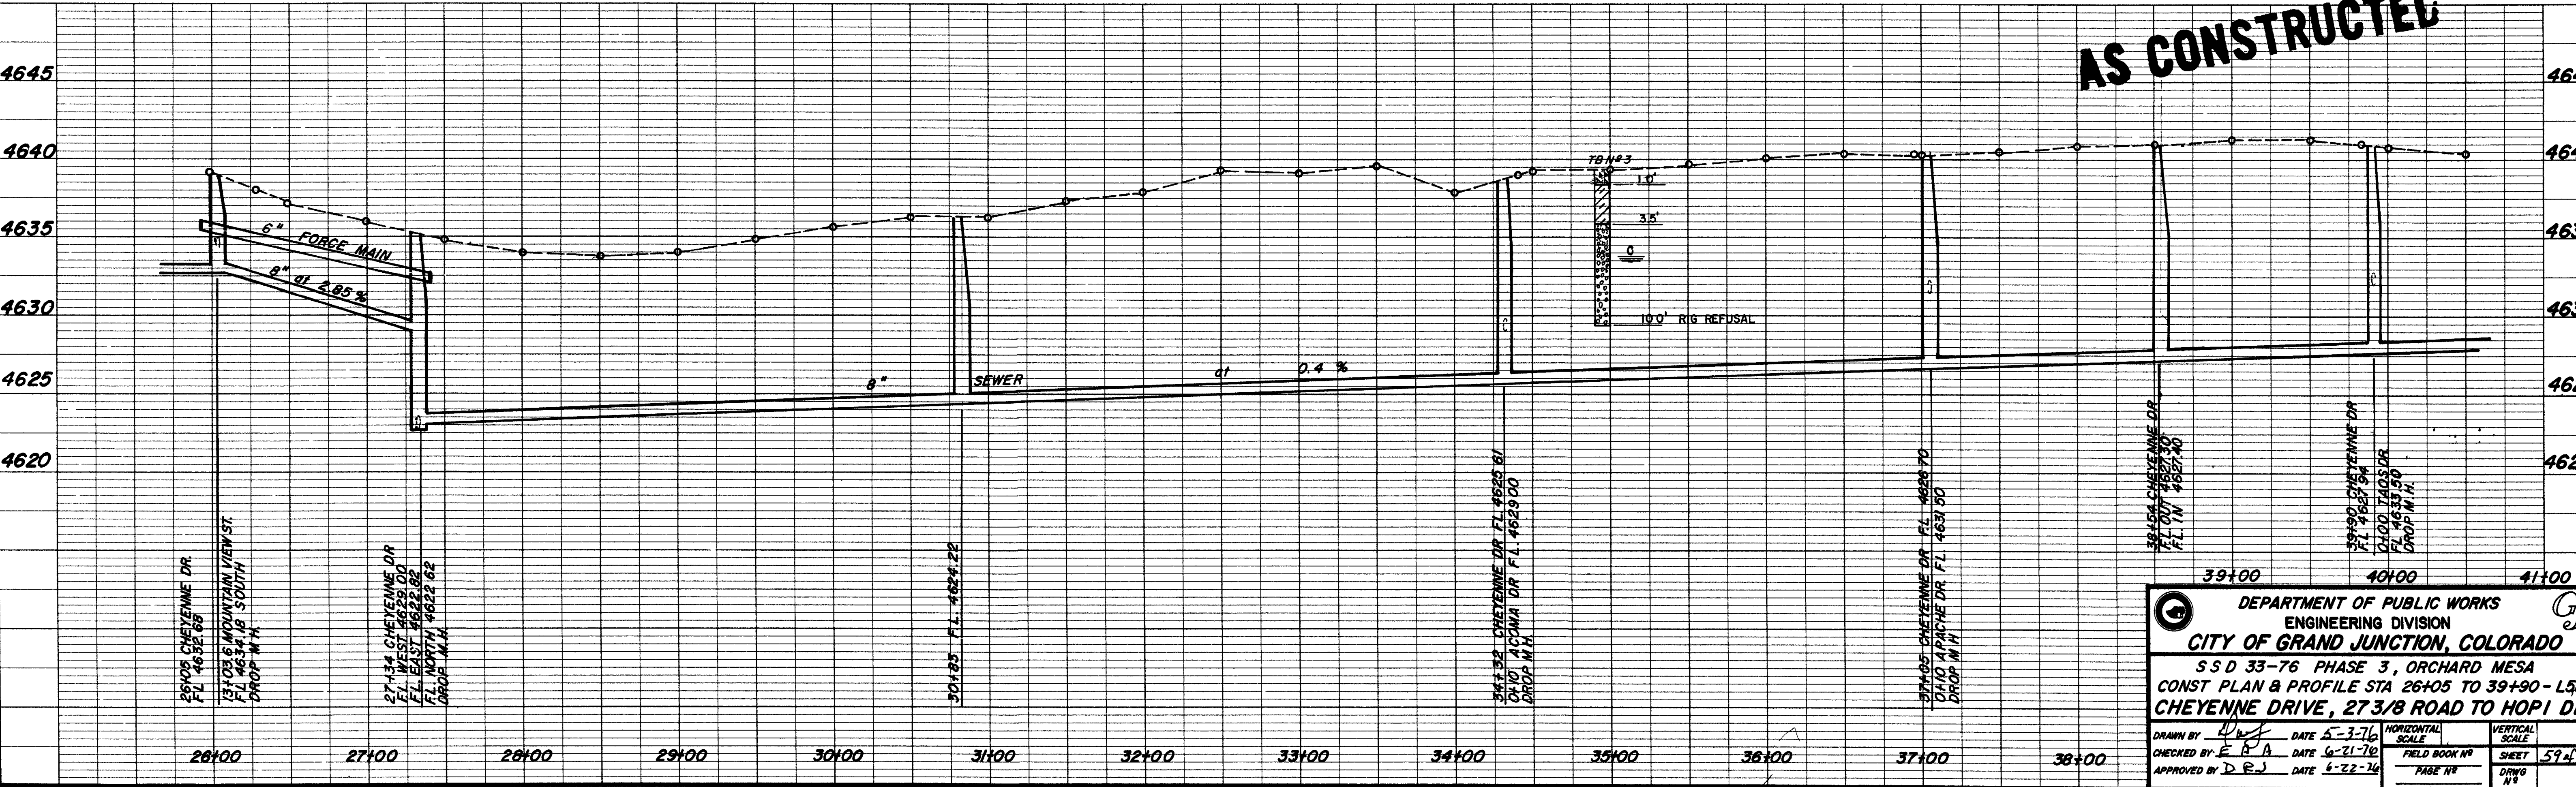 AS CONSTRUCTED
4645
4640
4635
4630
4625
4620
6" FORCE MAIN
8" at 2.85 %
8" SEWER at 0.4 %
TB Nº 3
1.0'
3.5'
10.0' RIG REFUSAL
26+05 CHEYENNE DR.
FL 4632.68
13+03.6 MOUNTAIN VIEW ST.
FL 4634.18 SOUTH
DROP M.H.
27+34 CHEYENNE DR
F.L. WEST 4629.00
F.L. EAST 4622.82
F.L. NORTH 4622.62
DROP M.H.
30+83 F.L. 4624.22
34+32 CHEYENNE DR FL 4625.61
0+10 ACOMA DR F.L. 4629.00
DROP M.H.
37+05 CHEYENNE DR F.L. 4626.70
0+10 APACHE DR. F.L. 4631.50
DROP M.H
38+54 CHEYENNE DR
F.L. OUT 4627.30
F.L. IN 4627.40
39+90 CHEYENNE DR
F.L. 4627.94
0+00 TAOS DR
FL 4633.50
DROP M.H.
26+00 27+00 28+00 29+00 30+00 31+00 32+00 33+00 34+00 35+00 36+00 37+00 38+00
39+00 40+00 41+00
DEPARTMENT OF PUBLIC WORKS
ENGINEERING DIVISION
CITY OF GRAND JUNCTION, COLORADO
SSD 33-76 PHASE 3, ORCHARD MESA
CONST PLAN & PROFILE STA 26+05 TO 39+90 -
CHEYENNE DRIVE, 27 3/8 ROAD TO HOPI
DRAWN BY DATE 5-3-76
CHECKED BY E A A DATE 6-21-76
APPROVED BY D R J DATE 6-22-76
HORIZONTAL SCALE
FIELD BOOK Nº
PAGE Nº
VERTICAL SCALE
SHEET 59 of
DRWG Nº